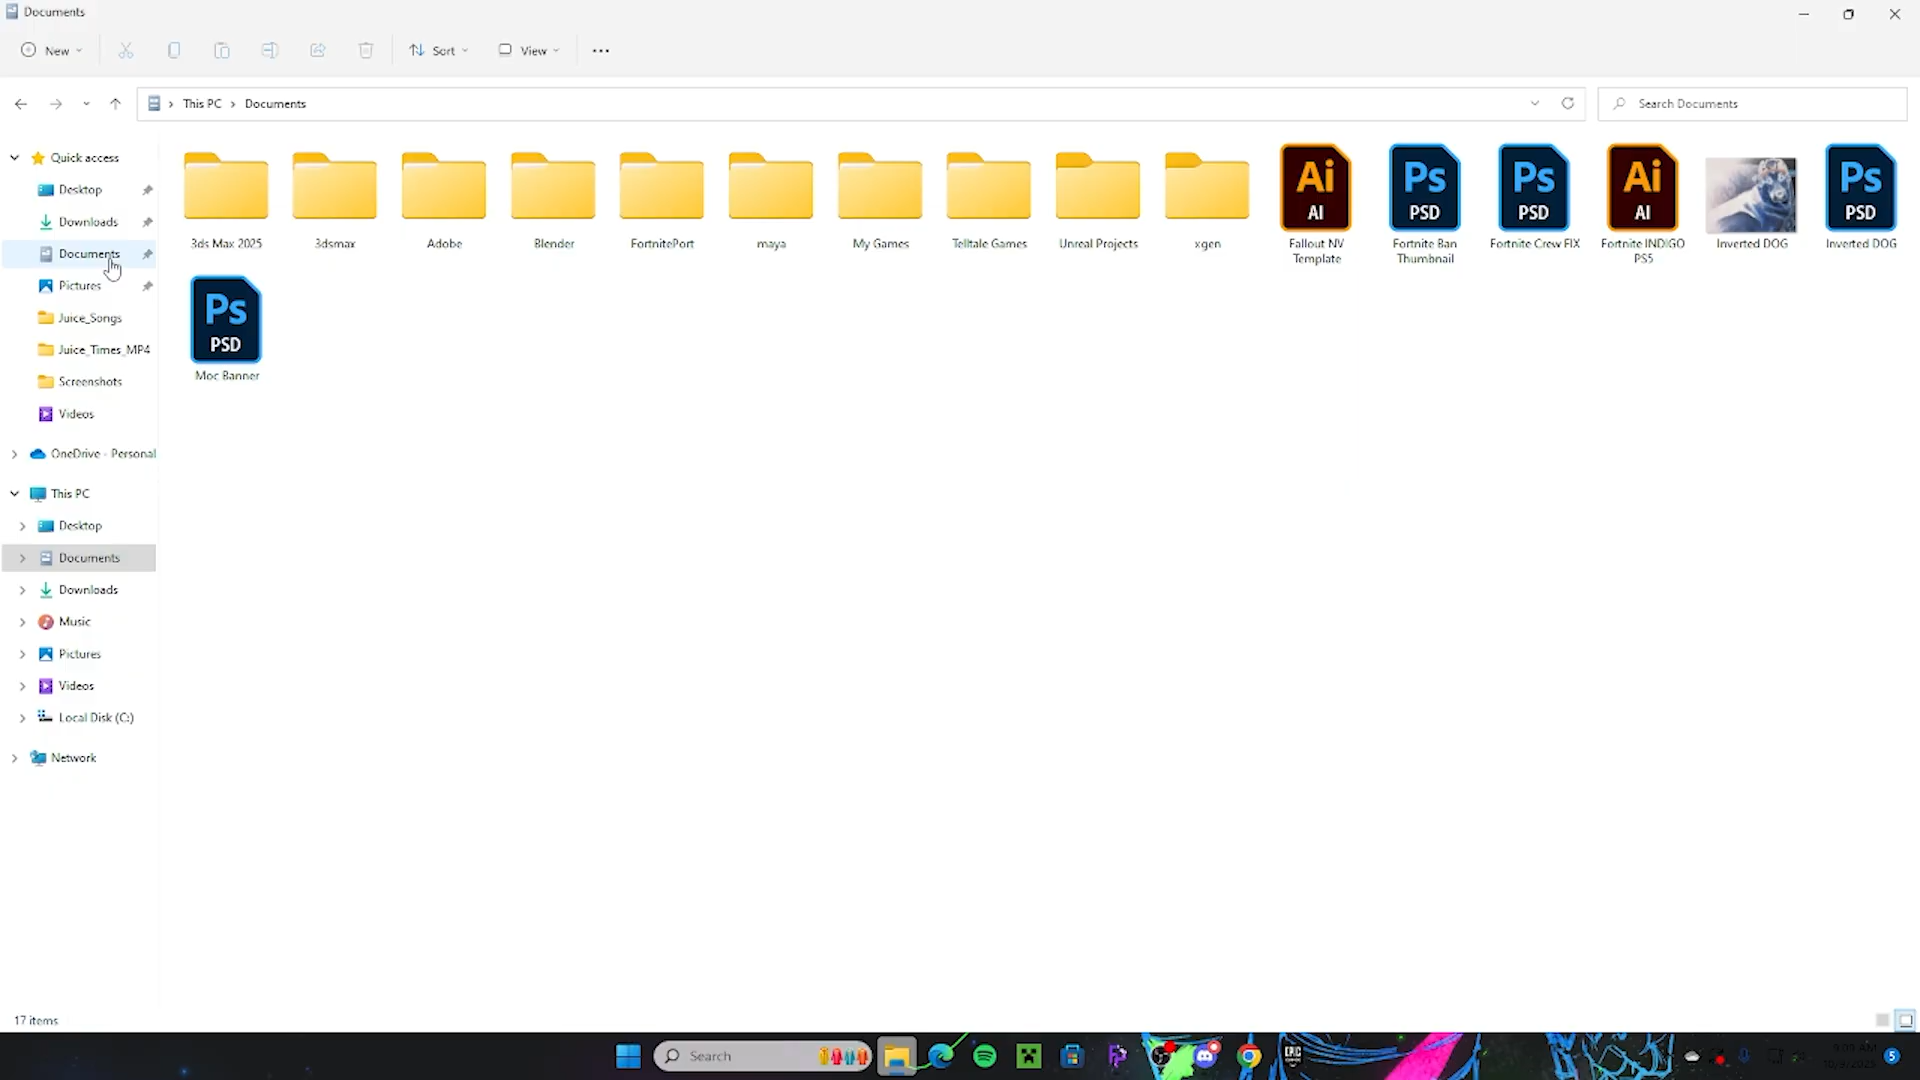 Documents
New
Sort
View
This PC
Documents
Search Documents
Quick access
Desktop
Downloads
Documents
Pictures
Juice_Songs
Juice_Times_MP4
Screenshots
Videos
OneDrive - Personal
This PC
Desktop
Documents
Downloads
Music
Pictures
Videos
Local Disk (C:)
Network
3ds Max 2025
3dsmax
Adobe
Blender
FortnitePort
maya
My Games
Telltale Games
Unreal Projects
xgen
Ai
AI
Fallout NV
Template
Ps
PSD
Fortnite Ban
Thumbnail
Ps
PSD
Fortnite Crew FIX
Ai
AI
Fortnite INDIGO
PS5
Inverted DOG
Ps
PSD
Inverted DOG
Ps
PSD
Moc Banner
17 items
Search
EPIC
5